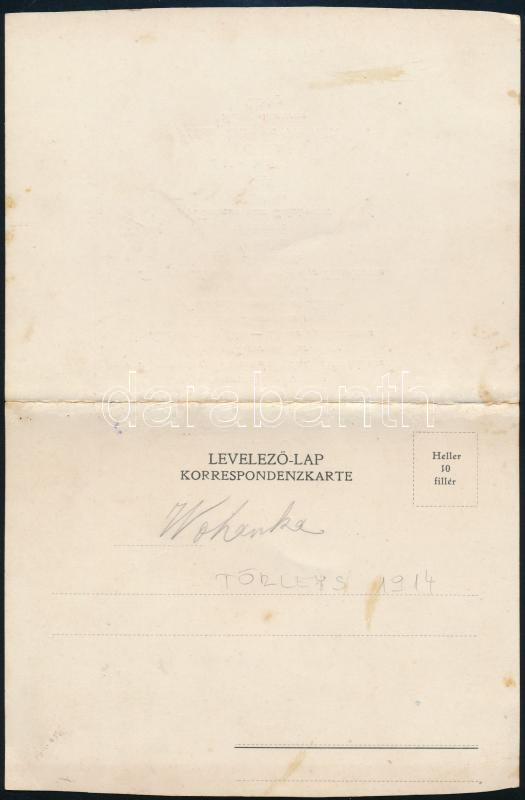 darabanth
LEVELEZŐ-LAP
KORRESPONDENZKARTE
Heller
10
fillér
Wohanka
TÖRLEYS 1914